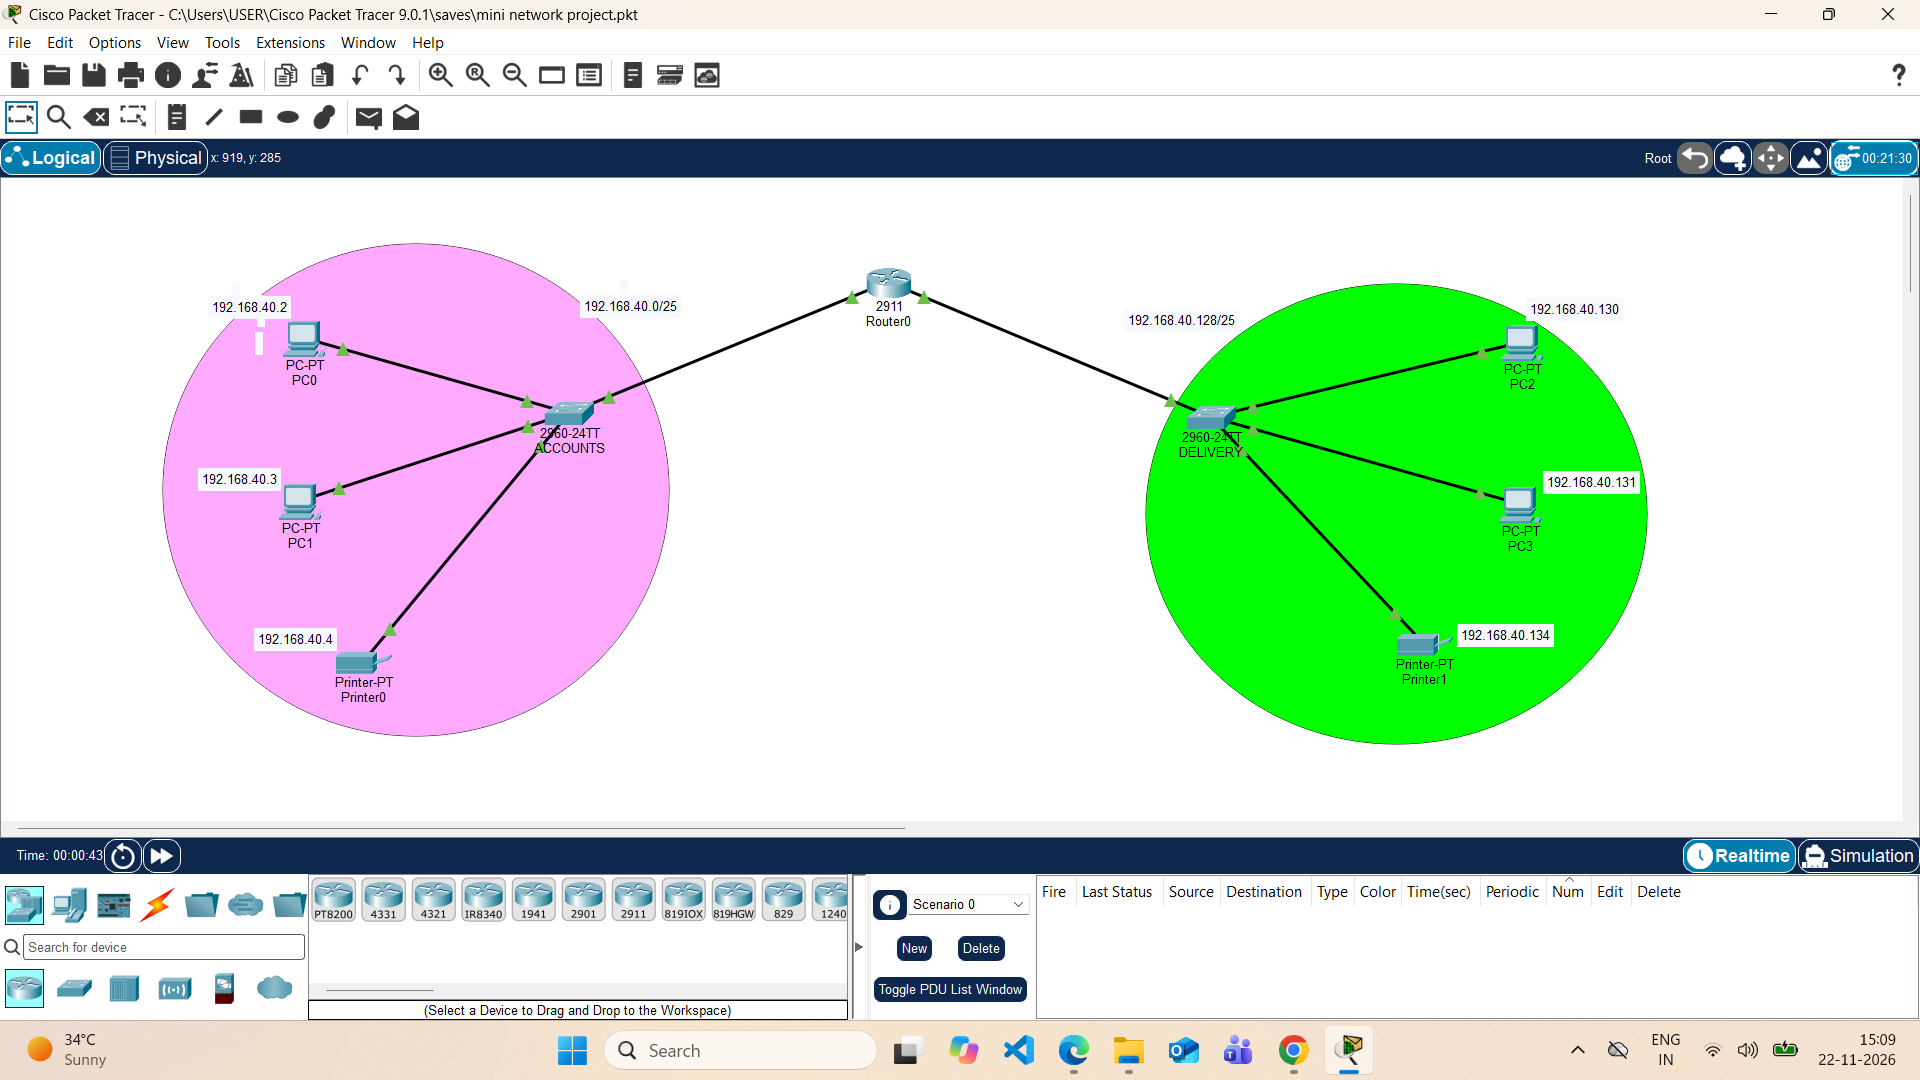 Cisco Packet Tracer - C:\Users\USER\Cisco Packet Tracer 9.0.1\saves\mini network project.pkt
File Edit Options View Tools Extensions Window Help
Logical Physical x: 919, y: 285 Root 00:21:30
192.168.40.2
PC-PT
PC0
192.168.40.0/25
2911
Router0
192.168.40.128/25
192.168.40.130
PC-PT
PC2
2960-24TT
ACCOUNTS
2960-24TT
DELIVERY
192.168.40.3
PC-PT
PC1
192.168.40.131
PC-PT
PC3
192.168.40.4
Printer-PT
Printer0
192.168.40.134
Printer-PT
Printer1
Time: 00:00:43 Realtime Simulation
PT8200 4331 4321 IR8340 1941 2901 2911 819IOX 819HGW 829 1240
Search for device
(Select a Device to Drag and Drop to the Workspace)
Scenario 0
New Delete
Toggle PDU List Window
Fire Last Status Source Destination Type Color Time(sec) Periodic Num Edit Delete
34°C
Sunny
Search
ENG
IN
15:09
22-11-2026